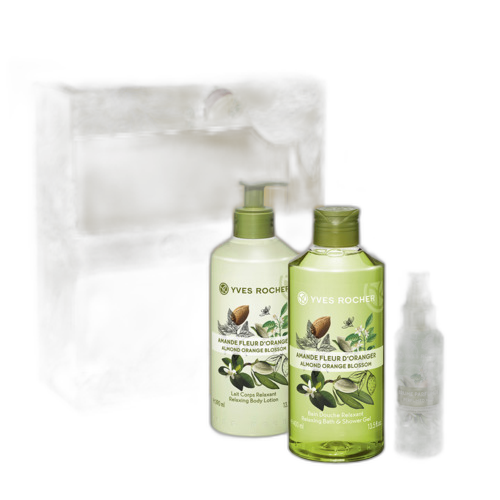 YVES ROCHER
AMANDE FLEUR D'ORANGER
ALMOND ORANGE BLOSSOM
Lait Corps Relaxant
Relaxing Body Lotion
YVES ROCHER
AMANDE FLEUR D'ORANGER
ALMOND ORANGE BLOSSOM
Bain Douche Relaxant
Relaxing Bath & Shower Gel